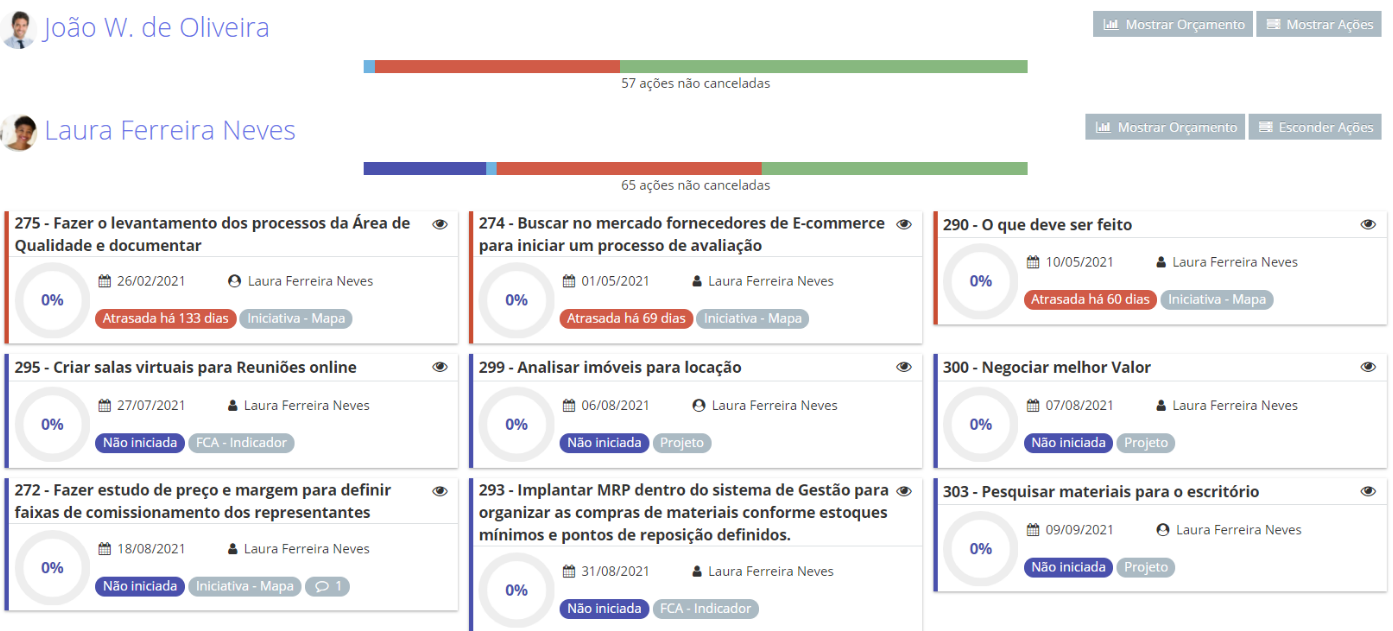 João W. de Oliveira
Mostrar Orçamento
Mostrar Ações
57 ações não canceladas
Laura Ferreira Neves
Mostrar Orçamento
Esconder Ações
65 ações não canceladas
275 - Fazer o levantamento dos processos da Área de
Qualidade e documentar
0%
26/02/2021
Laura Ferreira Neves
Atrasada há 133 dias
Iniciativa - Mapa
274 - Buscar no mercado fornecedores de E-commerce
para iniciar um processo de avaliação
0%
01/05/2021
Laura Ferreira Neves
Atrasada há 69 dias
Iniciativa - Mapa
290 - O que deve ser feito
0%
10/05/2021
Laura Ferreira Neves
Atrasada há 60 dias
Iniciativa - Mapa
295 - Criar salas virtuais para Reuniões online
0%
27/07/2021
Laura Ferreira Neves
Não iniciada
FCA - Indicador
299 - Analisar imóveis para locação
0%
06/08/2021
Laura Ferreira Neves
Não iniciada
Projeto
300 - Negociar melhor Valor
0%
07/08/2021
Laura Ferreira Neves
Não iniciada
Projeto
272 - Fazer estudo de preço e margem para definir
faixas de comissionamento dos representantes
0%
18/08/2021
Laura Ferreira Neves
Não iniciada
Iniciativa - Mapa
1
293 - Implantar MRP dentro do sistema de Gestão para
organizar as compras de materiais conforme estoques
mínimos e pontos de reposição definidos.
0%
31/08/2021
Laura Ferreira Neves
Não iniciada
FCA - Indicador
303 - Pesquisar materiais para o escritório
0%
09/09/2021
Laura Ferreira Neves
Não iniciada
Projeto